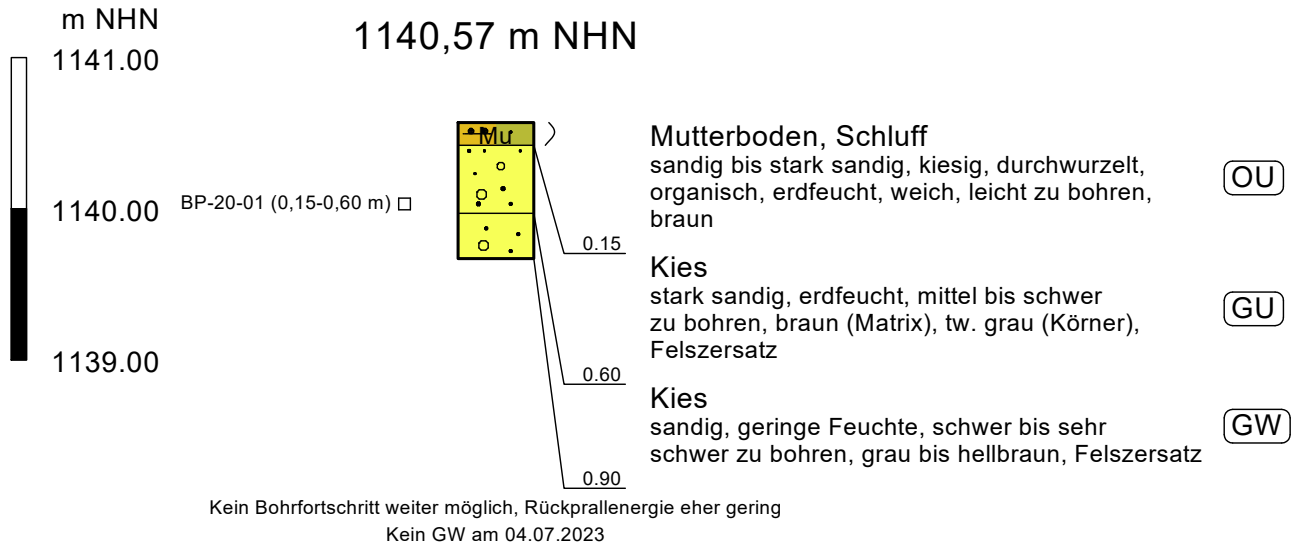 m NHN
1140,57 m NHN
1141.00
Mu
Mutterboden, Schluff
sandig bis stark sandig, kiesig, durchwurzelt,
organisch, erdfeucht, weich, leicht zu bohren,
braun
OU
1140.00
BP-20-01 (0,15-0,60 m)
0.15
Kies
stark sandig, erdfeucht, mittel bis schwer
zu bohren, braun (Matrix), tw. grau (Körner),
Felszersatz
GU
1139.00
0.60
Kies
sandig, geringe Feuchte, schwer bis sehr
schwer zu bohren, grau bis hellbraun, Felszersatz
GW
0.90
Kein Bohrfortschritt weiter möglich, Rückprallenergie eher gering
Kein GW am 04.07.2023